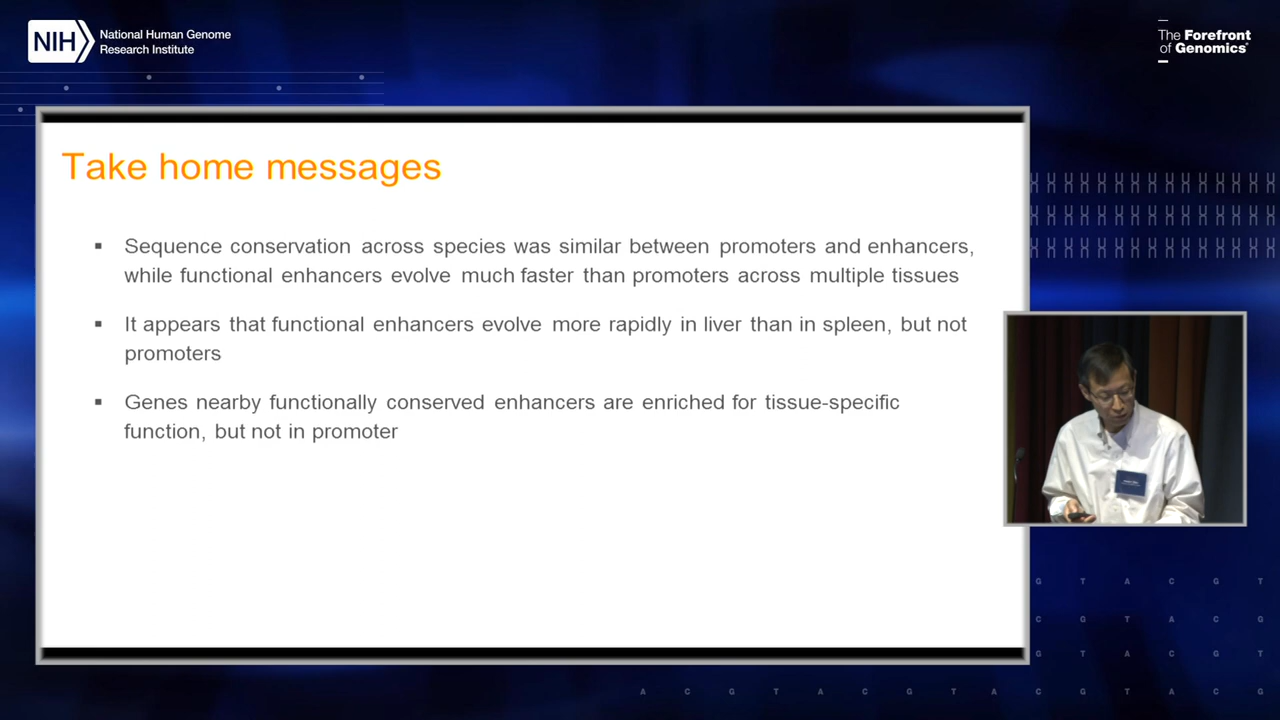 NIH
National Human Genome
Research Institute
The Forefront
of Genomics®
Take home messages
▪ Sequence conservation across species was similar between promoters and enhancers,
while functional enhancers evolve much faster than promoters across multiple tissues
▪ It appears that functional enhancers evolve more rapidly in liver than in spleen, but not
promoters
▪ Genes nearby functionally conserved enhancers are enriched for tissue-specific
function, but not in promoter
G T A C G T
C G T A C G
G T A C G T
A C G T A C G T A C G T A C G